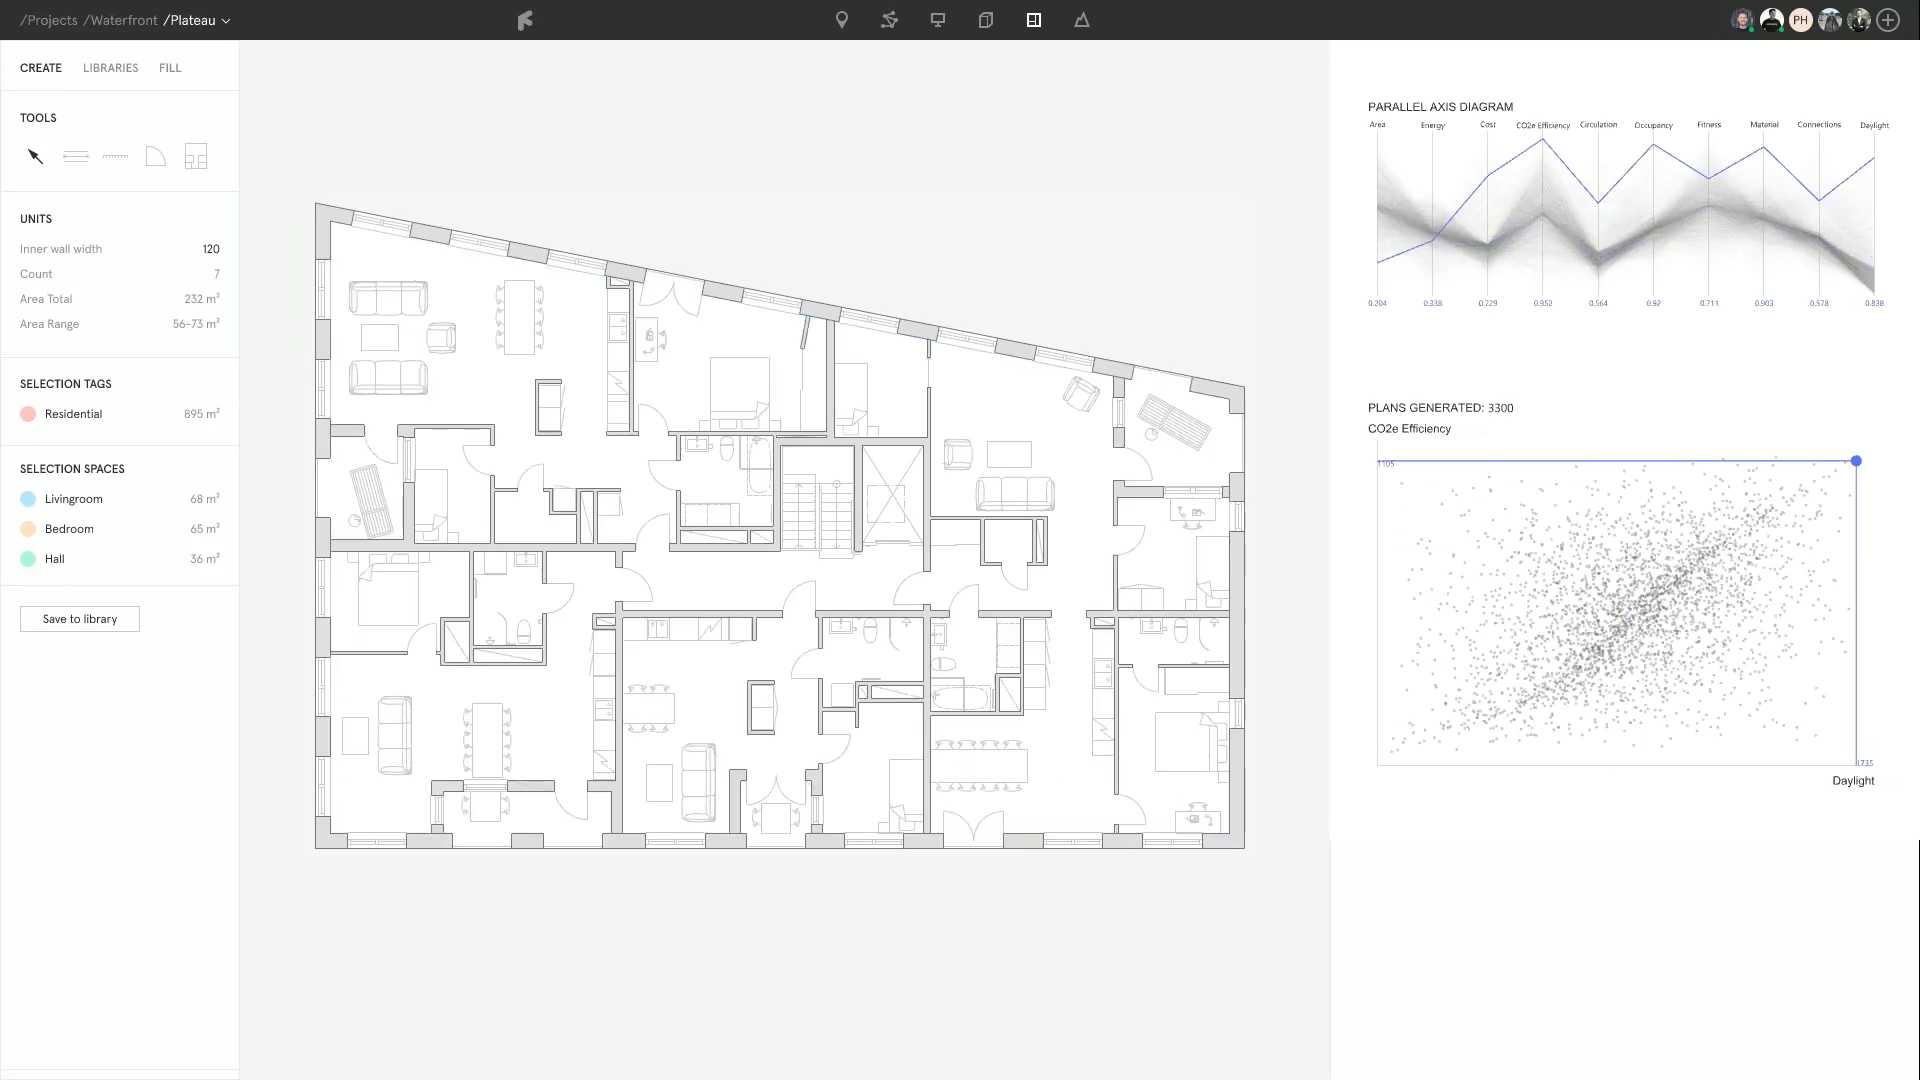 /Projects /Waterfront /Plateau
PH
CREATE LIBRARIES FILL
TOOLS
UNITS
Inner wall width 120
Count 7
Area Total 232 m²
Area Range 56-73 m²
SELECTION TAGS
Residential 895 m²
SELECTION SPACES
Livingroom 68 m²
Bedroom 65 m²
Hall 36 m²
Save to library
PARALLEL AXIS DIAGRAM
Area Energy Cost CO2e Efficiency Circulation Occupancy Fitness Material Connections Daylight
0.204 0.338 0.729 0.952 0.564 0.92 0.711 0.903 0.578 0.838
PLANS GENERATED: 3300
CO2e Efficiency
1105
1735
Daylight